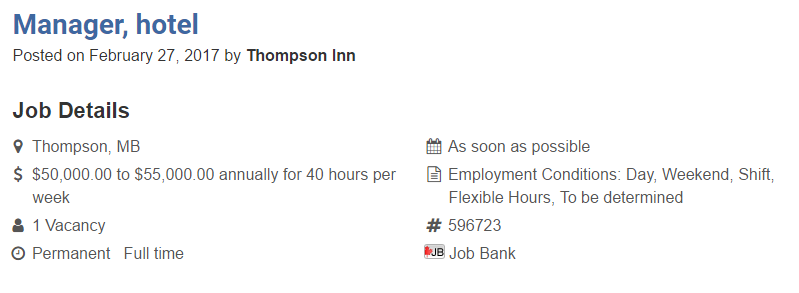 Manager, hotel
Posted on February 27, 2017 by Thompson Inn
Job Details
Thompson, MB
$ $50,000.00 to $55,000.00 annually for 40 hours per
week
1 Vacancy
Permanent Full time
As soon as possible
Employment Conditions: Day, Weekend, Shift,
Flexible Hours, To be determined
# 596723
JB Job Bank